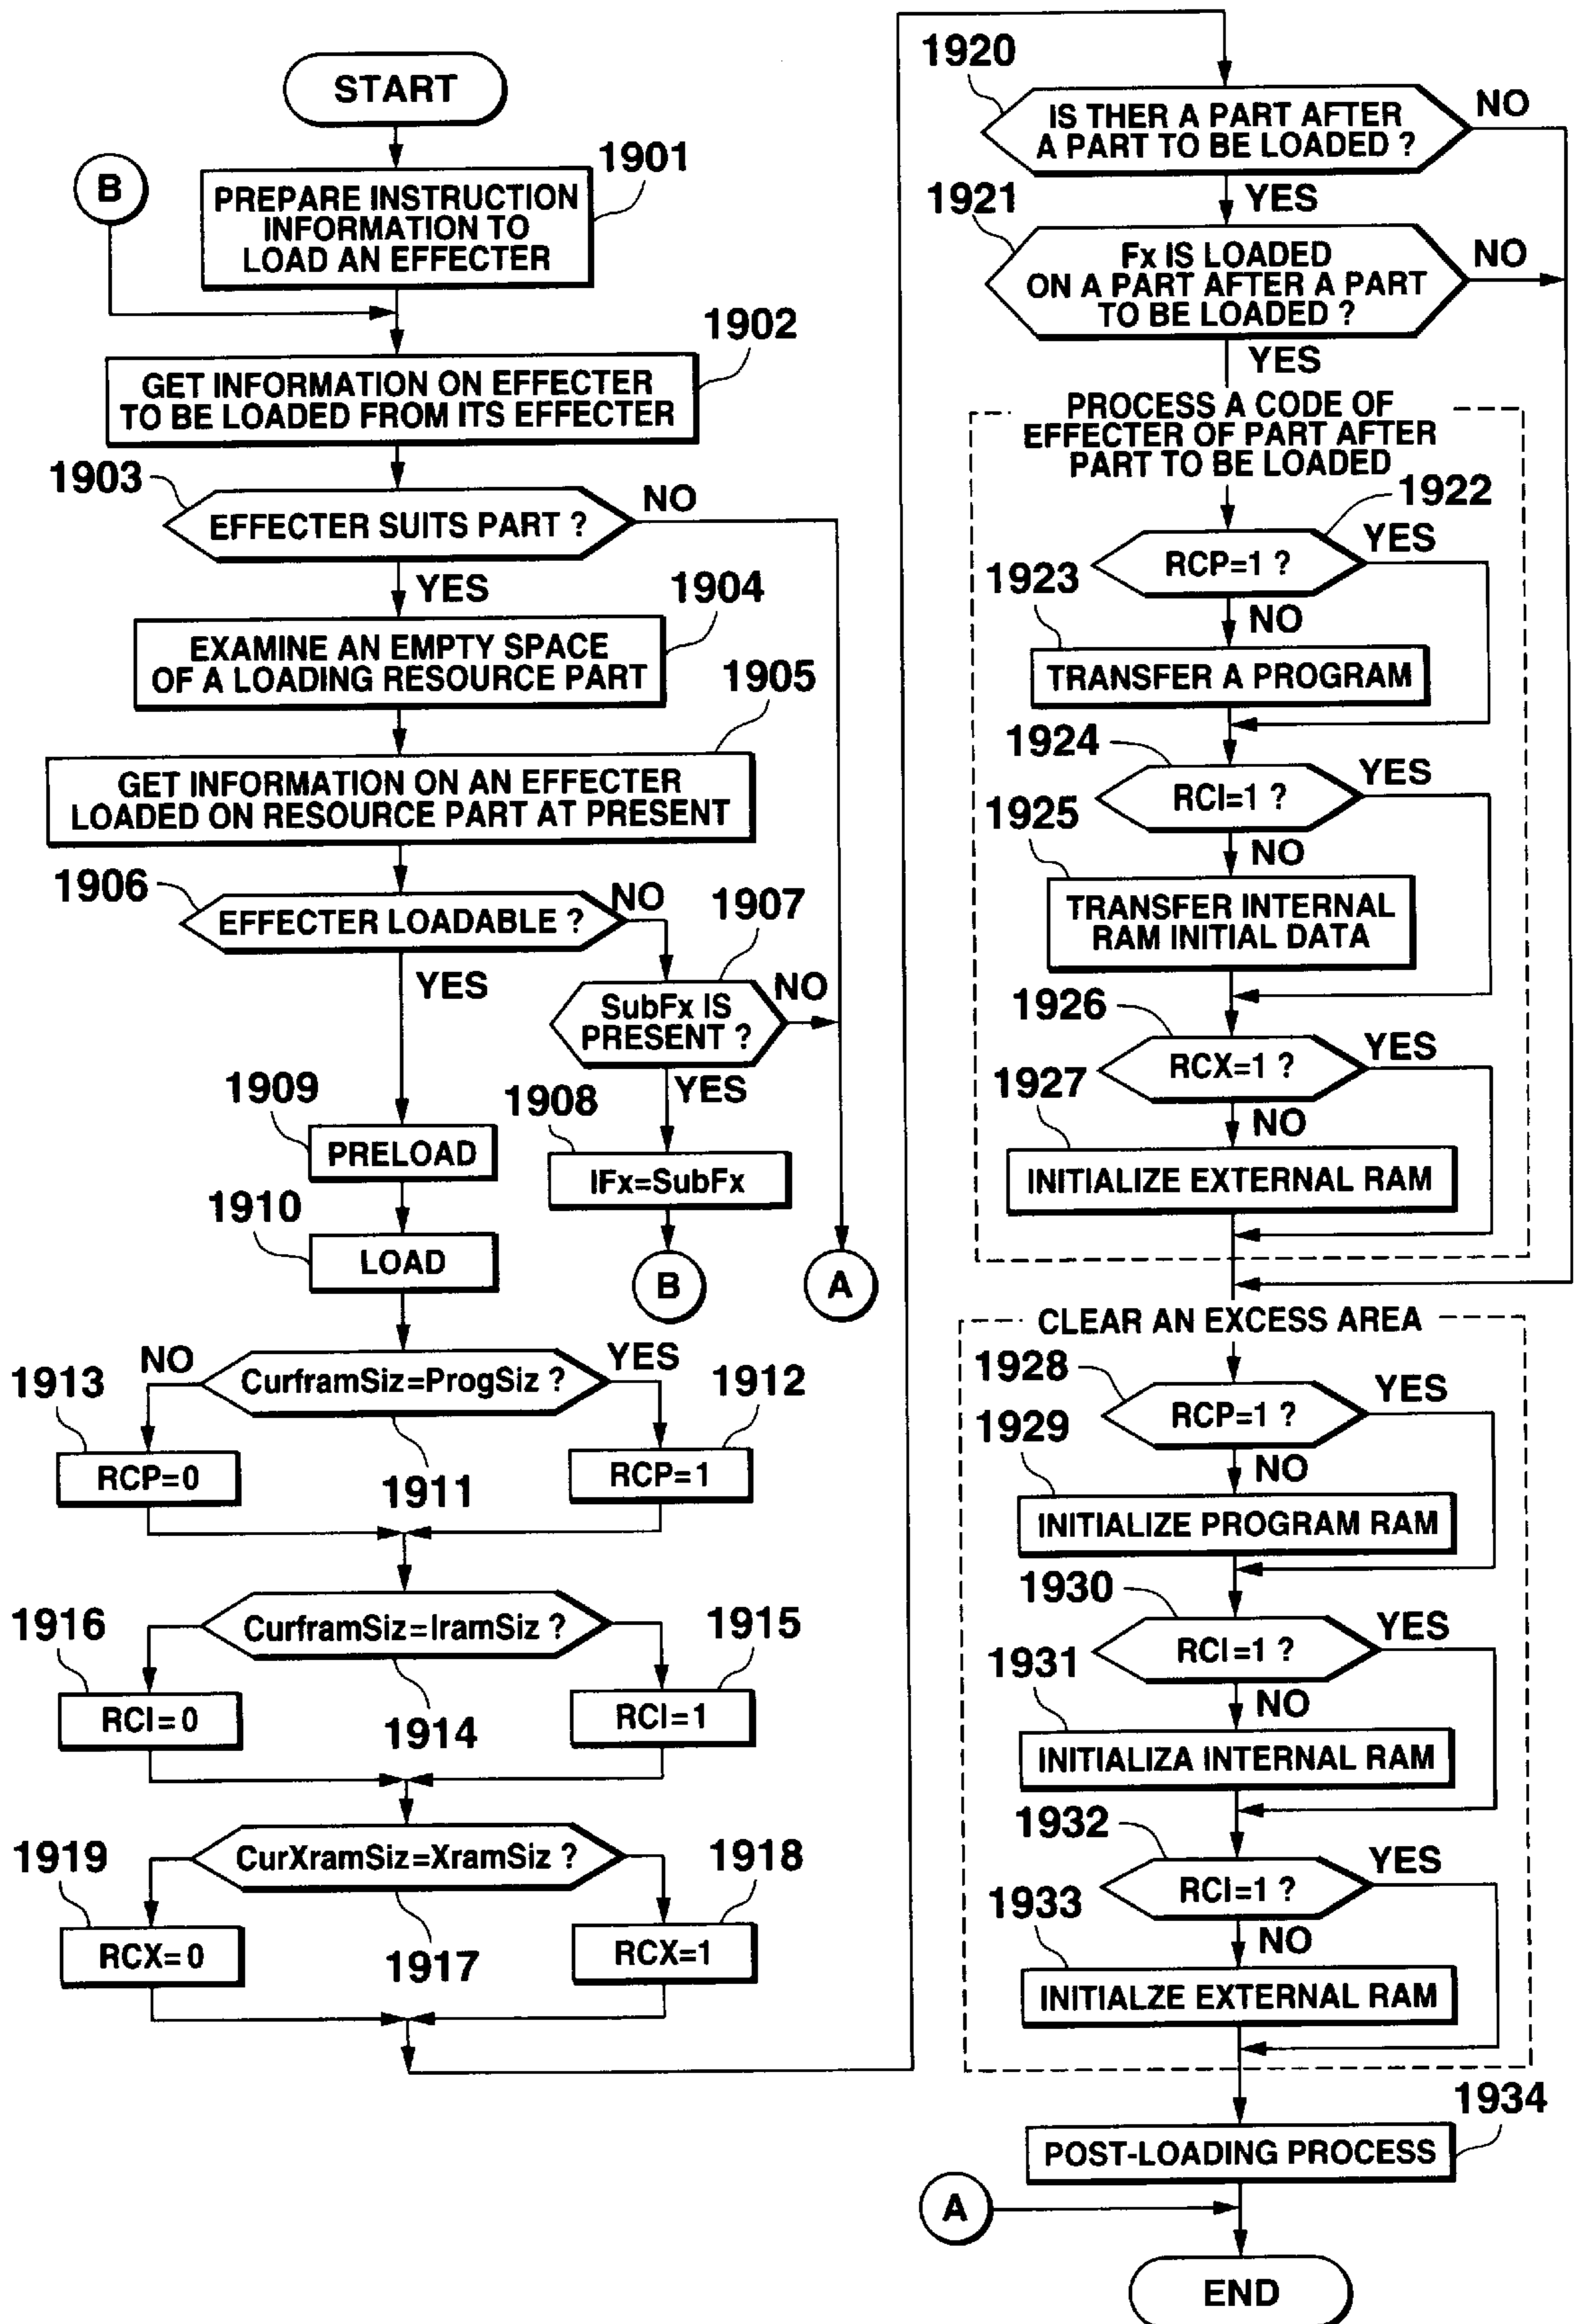 START
B
1901
PREPARE INSTRUCTION
INFORMATION TO
LOAD AN EFFECTER
1902
GET INFORMATION ON EFFECTER
TO BE LOADED FROM ITS EFFECTER
1903
EFFECTER SUITS PART ?
NO
YES
1904
EXAMINE AN EMPTY SPACE
OF A LOADING RESOURCE PART
1905
GET INFORMATION ON AN EFFECTER
LOADED ON RESOURCE PART AT PRESENT
1906
EFFECTER LOADABLE ?
NO
YES
1907
SubFx IS
PRESENT ?
NO
YES
1908
IFx=SubFx
B
A
1909
PRELOAD
1910
LOAD
NO
CurframSiz=ProgSiz ?
YES
1913
RCP=0
1911
1912
RCP=1
CurframSiz=IramSiz ?
1916
RCI=0
1914
1915
RCI=1
CurXramSiz=XramSiz ?
1919
RCX=0
1917
1918
RCX=1
1920
IS THER A PART AFTER
A PART TO BE LOADED ?
NO
YES
1921
Fx IS LOADED
ON A PART AFTER A PART
TO BE LOADED ?
NO
YES
PROCESS A CODE OF
EFFECTER OF PART AFTER
PART TO BE LOADED
1922
RCP=1 ?
YES
NO
1923
TRANSFER A PROGRAM
1924
RCI=1 ?
YES
NO
1925
TRANSFER INTERNAL
RAM INITIAL DATA
1926
RCX=1 ?
YES
NO
1927
INITIALIZE EXTERNAL RAM
CLEAR AN EXCESS AREA
1928
RCP=1 ?
YES
NO
1929
INITIALIZE PROGRAM RAM
1930
RCI=1 ?
YES
NO
1931
INITIALIZA INTERNAL RAM
1932
RCI=1 ?
YES
NO
1933
INITIALZE EXTERNAL RAM
1934
POST-LOADING PROCESS
A
END